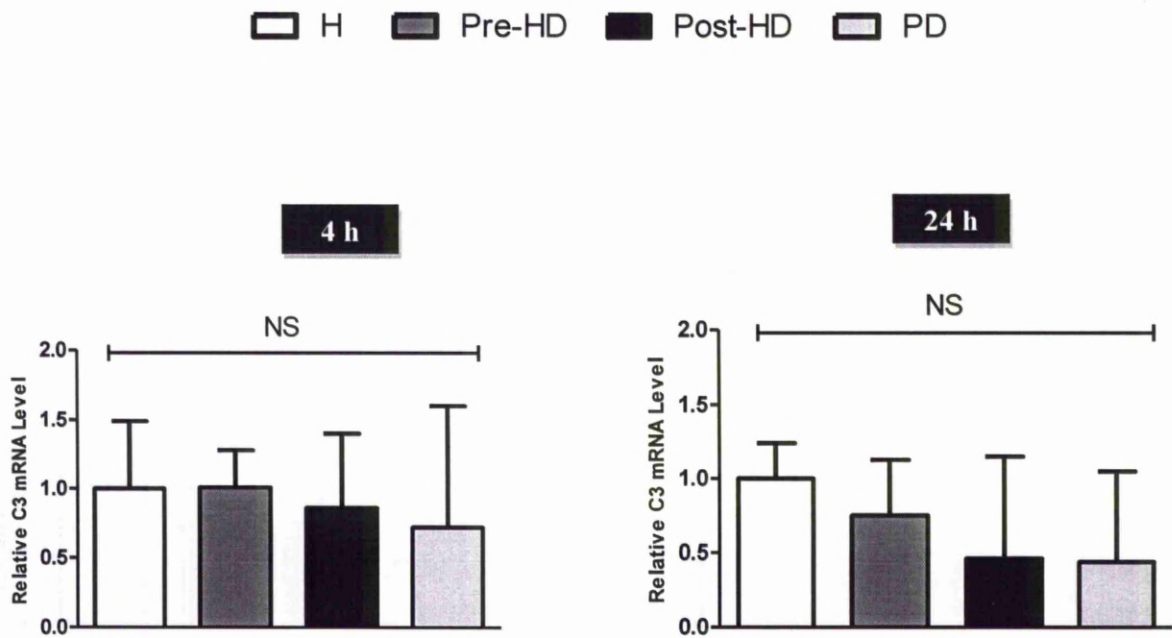 H Pre-HD Post-HD PD
4 h
24 h
NS
2.0
1.5
1.0
0.5
0.0
Relative C3 mRNA Level
NS
2.0
1.5
1.0
0.5
0.0
Relative C3 mRNA Level